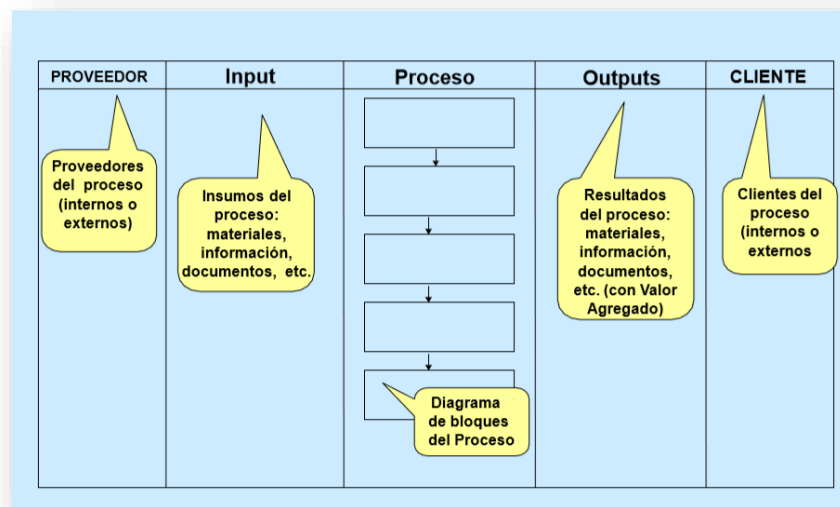 PROVEEDOR
Input
Proceso
Outputs
CLIENTE
Proveedores
del proceso
(internos o
externos)
Insumos del
proceso:
materiales,
información,
documentos, etc.
Diagrama
de bloques
del Proceso
Resultados
del proceso:
materiales,
información,
documentos,
etc. (con Valor
Agregado)
Clientes del
proceso
(internos o
externos